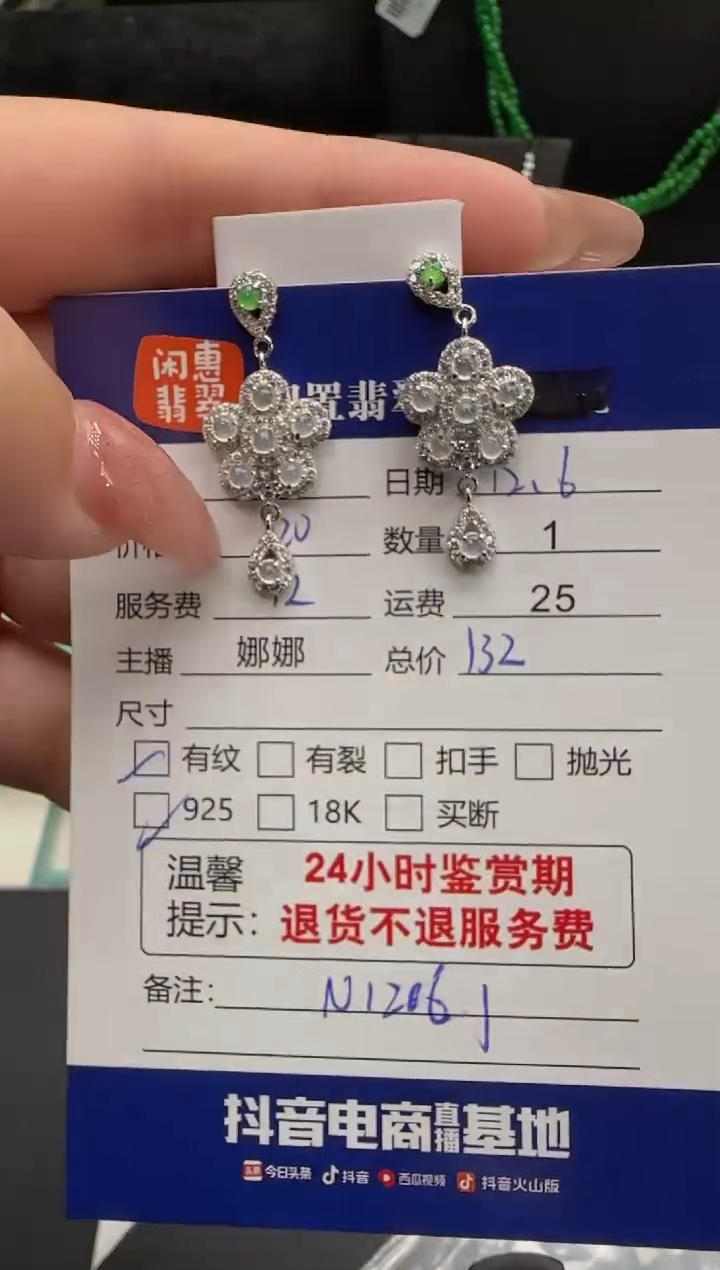 闲惠
翡翠
置翡
日期 12.6
20 数量 1
服务费 12 运费 25
主播 娜娜 总价 132
尺寸
有纹 有裂 扣手 抛光
925 18K 买断
温馨 24小时鉴赏期
提示: 退货不退服务费
备注: N1206.J
抖音电商直播基地
今日头条 抖音 西瓜视频 抖音火山版